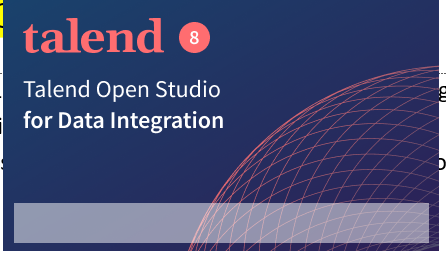 talend 8
Talend Open Studio
for Data Integration